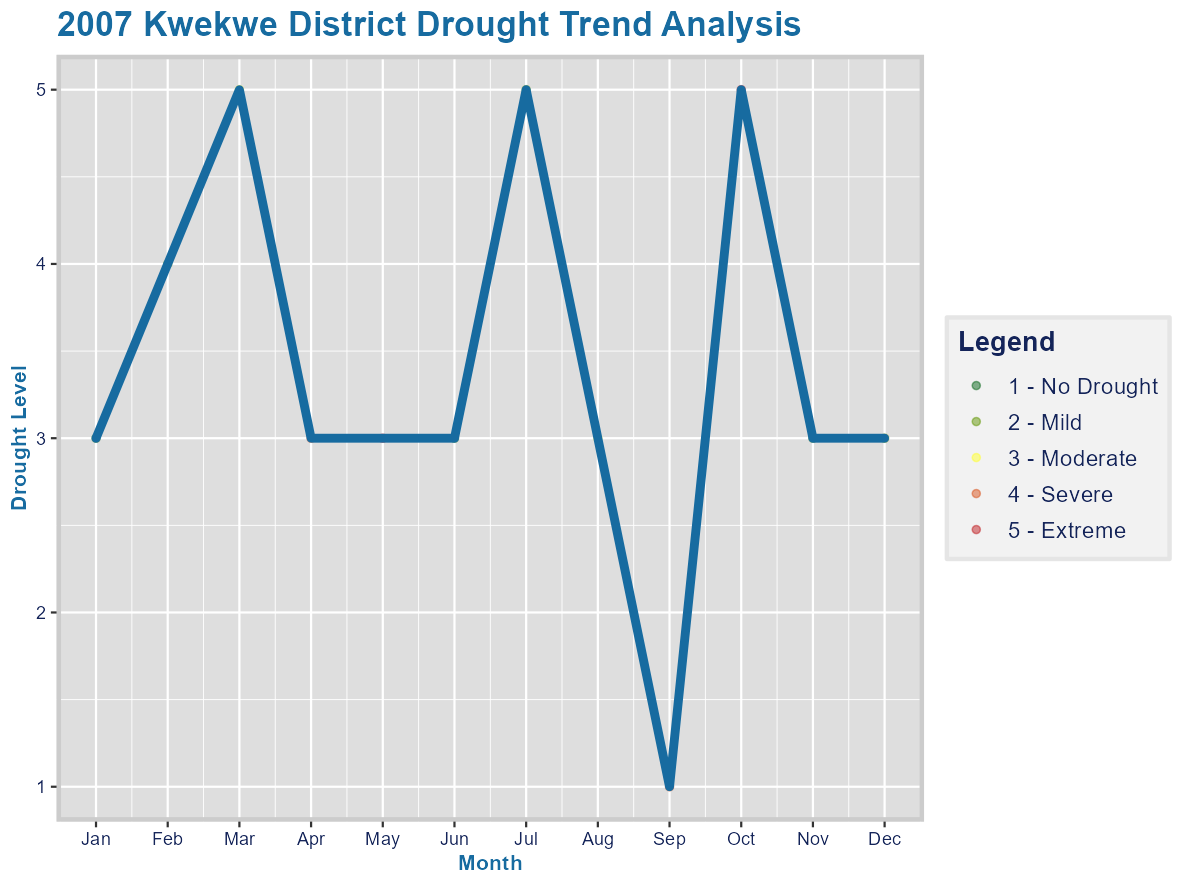 2007 Kwekwe District Drought Trend Analysis
Drought Level
5
4
3
2
1
Jan Feb Mar Apr May Jun Jul Aug Sep Oct Nov Dec
Month
Legend
1 - No Drought
2 - Mild
3 - Moderate
4 - Severe
5 - Extreme